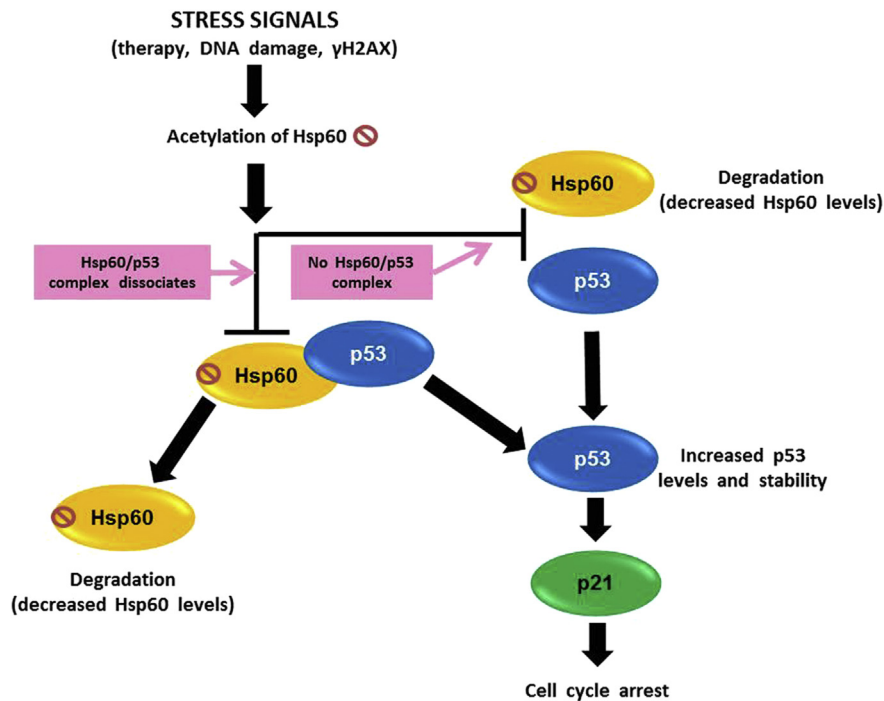 STRESS SIGNALS
(therapy, DNA damage, γH2AX)
Acetylation of Hsp60
Hsp60
Degradation
(decreased Hsp60 levels)
Hsp60/p53
complex dissociates
No Hsp60/p53
complex
p53
Hsp60
p53
p53
Increased p53
levels and stability
Hsp60
Degradation
(decreased Hsp60 levels)
p21
Cell cycle arrest